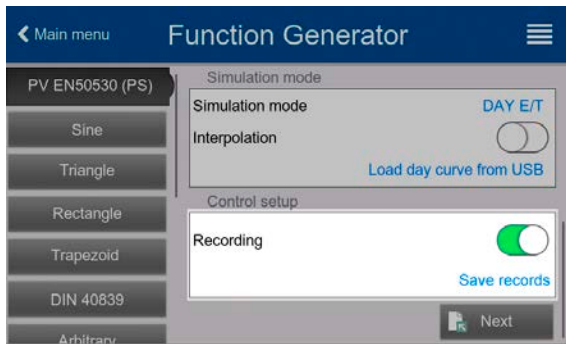 Main menu
Function Generator
PV EN50530 (PS)
Sine
Triangle
Rectangle
Trapezoid
DIN 40839
Arbitrary
Simulation mode
Simulation mode DAY E/T
Interpolation
Load day curve from USB
Control setup
Recording
Save records
Next